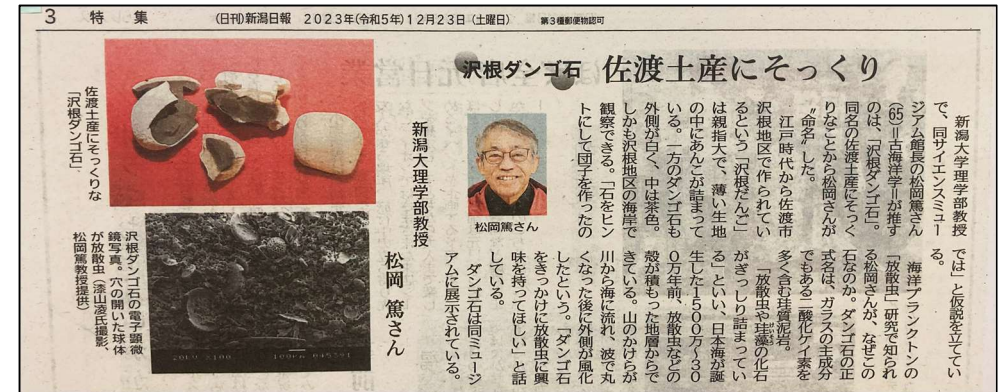 3 特集 (日刊)新潟日報 2023年(令和5年)12月23日(土曜日) 第3種郵便物認可
沢根ダンゴ石 佐渡土産にそっくり
新潟大学理学部教授
で、同サイエンスミュー
ジアム館長の松岡篤さん
(65)=古海洋学=が推す
のは、「沢根ダンゴ石」。
同名の佐渡土産にそっく
りなことから松岡さんが
〝命名〟した。
江戸時代から佐渡市
沢根地区で作られてい
るという「沢根だんご」
は親指大で、薄い生地
の中にあんこが詰まって
いる。一方のダンゴ石も
外側が白く、中は茶色。
しかも沢根地区の海岸で
観察できる。「石をヒン
トにして団子を作ったの
では」と仮説を立ててい
る。
海洋プランクトンの
「放散虫」研究で知られ
る松岡さんが、なぜこの
石なのか。ダンゴ石の正
式名は、ガラスの主成分
でもある二酸化ケイ素を
多く含む珪質泥岩。
「放散虫や珪藻の化石
がぎっしり詰まってい
る」といい、日本海が誕
生した1500万~30
0万年前、放散虫などの
殻が積もった地層からで
きている。山のかけらが
川から海に流れ、波で丸
くなった後に外側が風化
したという。「ダンゴ石
をきっかけに放散虫に興
味を持ってほしい」と話
している。
ダンゴ石は同ミュージ
アムに展示されている。
松岡篤さん
新潟大理学部教授
松岡 篤さん
佐渡土産にそっくりな
「沢根ダンゴ石」
沢根ダンゴ石の電子顕微
鏡写真。穴の開いた球体
が放散虫(漆山凌氏撮影、
松岡篤教授提供)
20KV X100 100μm 045291